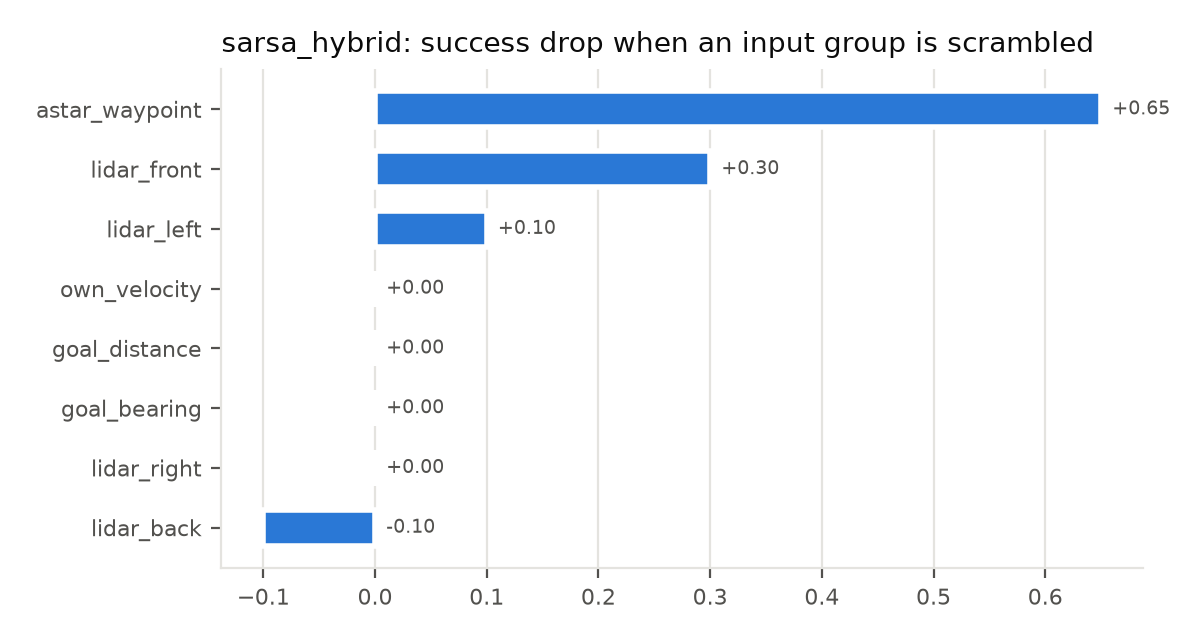 sarsa_hybrid: success drop when an input group is scrambled
astar_waypoint +0.65
lidar_front +0.30
lidar_left +0.10
own_velocity +0.00
goal_distance +0.00
goal_bearing +0.00
lidar_right +0.00
lidar_back -0.10
−0.1 0.0 0.1 0.2 0.3 0.4 0.5 0.6